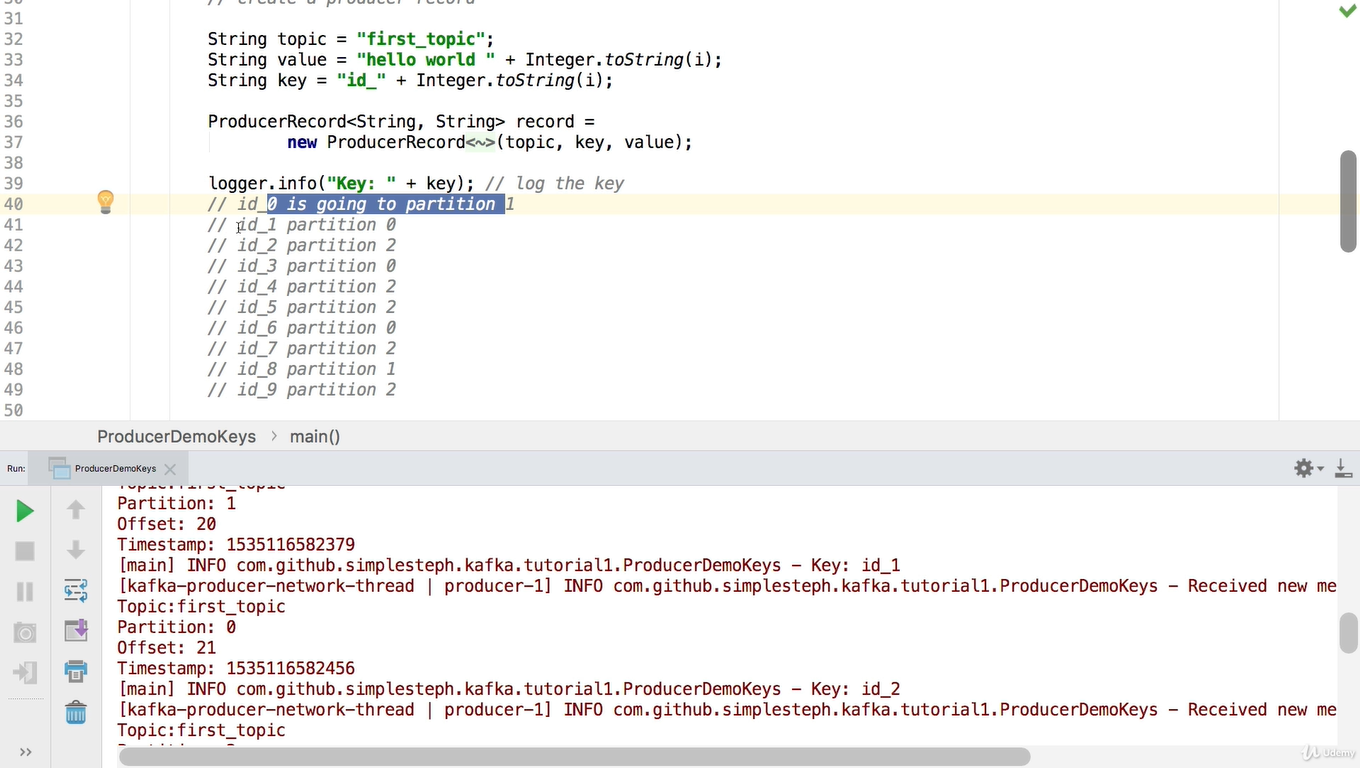 // create a producer record
31
32 String topic = "first_topic";
33 String value = "hello world " + Integer.toString(i);
34 String key = "id_" + Integer.toString(i);
35
36 ProducerRecord<String, String> record =
37 new ProducerRecord<~>(topic, key, value);
38
39 logger.info("Key: " + key); // log the key
40 // id_0 is going to partition 1
41 // id_1 partition 0
42 // id_2 partition 2
43 // id_3 partition 0
44 // id_4 partition 2
45 // id_5 partition 2
46 // id_6 partition 0
47 // id_7 partition 2
48 // id_8 partition 1
49 // id_9 partition 2
50
ProducerDemoKeys > main()
Run: ProducerDemoKeys
Topic:first_topic
Partition: 1
Offset: 20
Timestamp: 1535116582379
[main] INFO com.github.simplesteph.kafka.tutorial1.ProducerDemoKeys - Key: id_1
[kafka-producer-network-thread | producer-1] INFO com.github.simplesteph.kafka.tutorial1.ProducerDemoKeys - Received new me
Topic:first_topic
Partition: 0
Offset: 21
Timestamp: 1535116582456
[main] INFO com.github.simplesteph.kafka.tutorial1.ProducerDemoKeys - Key: id_2
[kafka-producer-network-thread | producer-1] INFO com.github.simplesteph.kafka.tutorial1.ProducerDemoKeys - Received new me
Topic:first_topic
Udemy